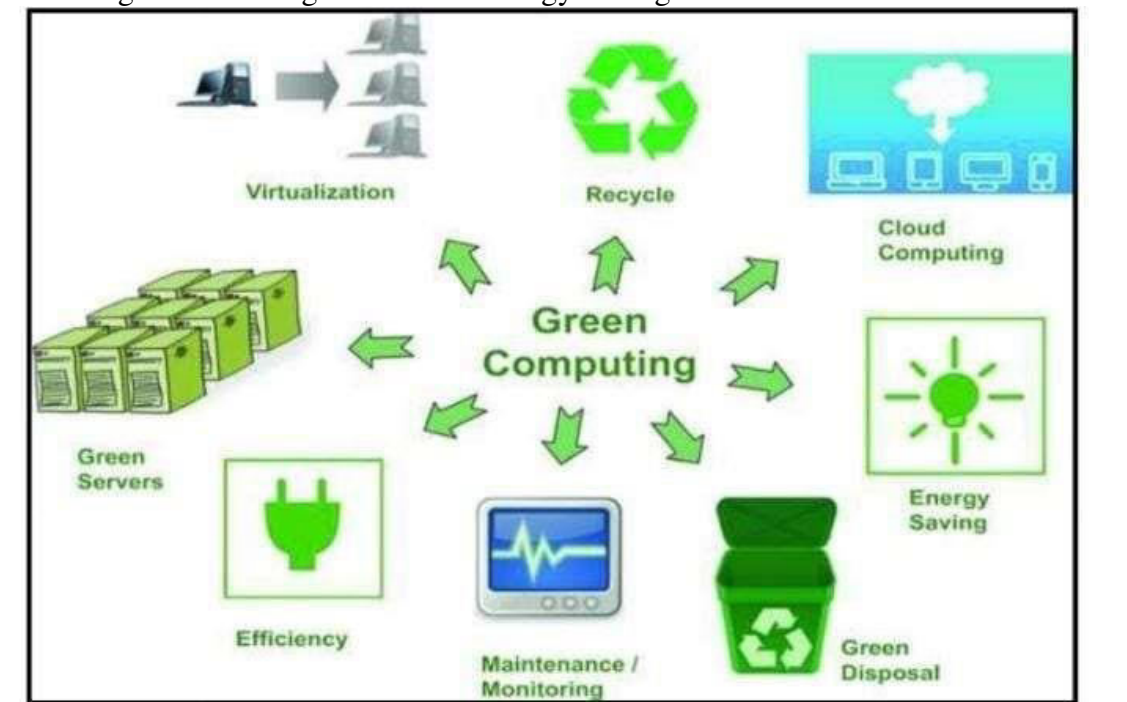 Virtualization
Recycle
Cloud
Computing
Green
Computing
Green
Servers
Energy
Saving
Efficiency
Maintenance /
Monitoring
Green
Disposal